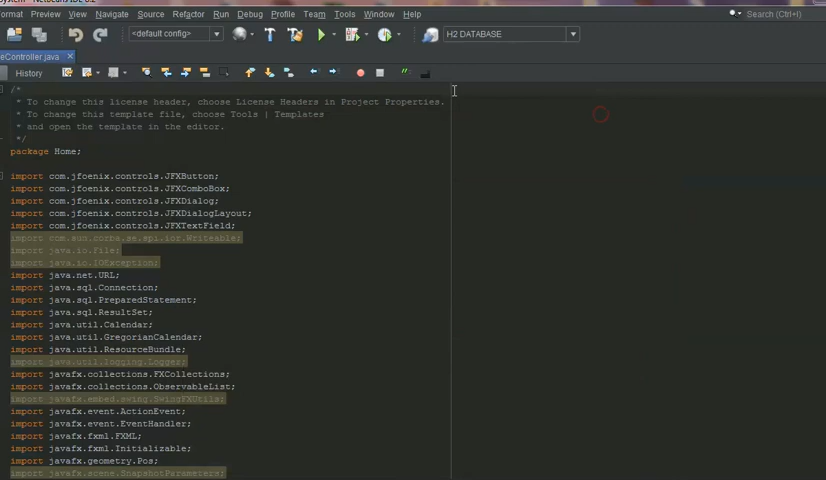 ormat Preview View Navigate Source Refactor Run Debug Profile Team Tools Window Help
Search (Ctrl+I)
<default config>
H2 DATABASE
eController.java
History
/*
* To change this license header, choose License Headers in Project Properties.
* To change this template file, choose Tools | Templates
* and open the template in the editor.
*/
package Home;
import com.jfoenix.controls.JFXButton;
import com.jfoenix.controls.JFXComboBox;
import com.jfoenix.controls.JFXDialog;
import com.jfoenix.controls.JFXDialogLayout;
import com.jfoenix.controls.JFXTextField;
import com.sun.corba.se.spi.ior.Writeable;
import java.io.File;
import java.io.IOException;
import java.net.URL;
import java.sql.Connection;
import java.sql.PreparedStatement;
import java.sql.ResultSet;
import java.util.Calendar;
import java.util.GregorianCalendar;
import java.util.ResourceBundle;
import java.util.logging.Logger;
import javafx.collections.FXCollections;
import javafx.collections.ObservableList;
import javafx.embed.swing.SwingFXUtils;
import javafx.event.ActionEvent;
import javafx.event.EventHandler;
import javafx.fxml.FXML;
import javafx.fxml.Initializable;
import javafx.geometry.Pos;
import javafx.scene.SnapshotParameters;